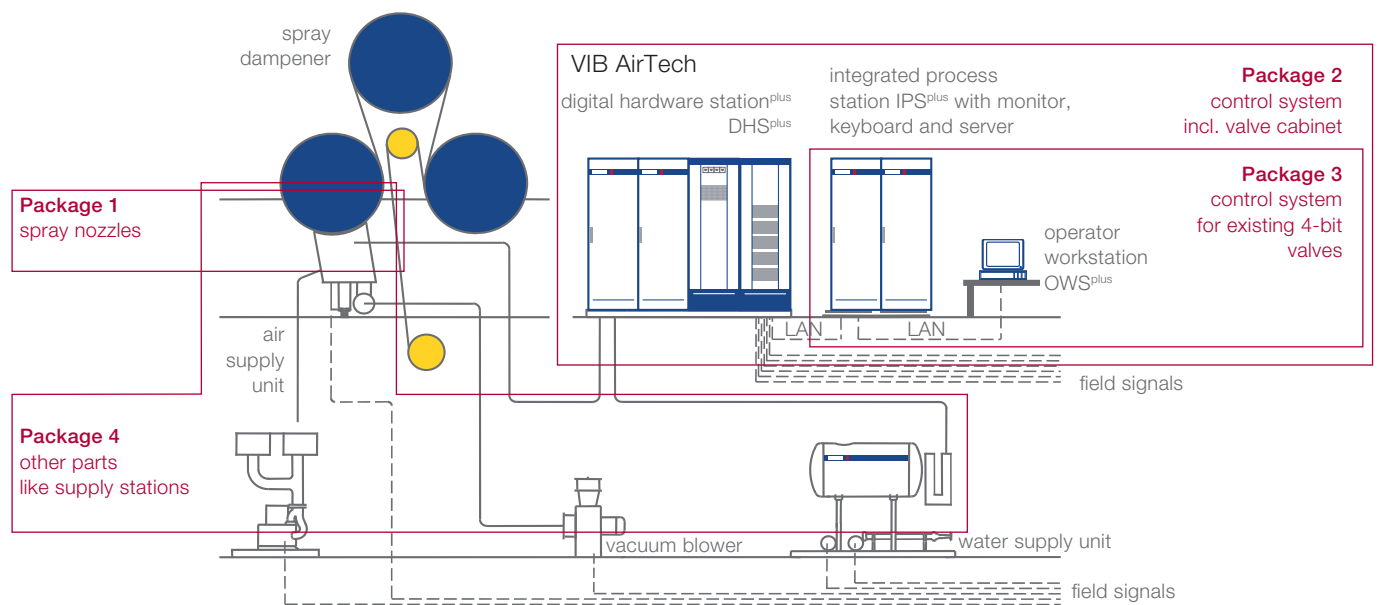 spray
dampener
VIB AirTech
digital hardware stationplus
DHSplus
integrated process
station IPSplus with monitor,
keyboard and server
Package 2
control system
incl. valve cabinet
Package 3
control system
for existing 4-bit
valves
operator
workstation
OWSplus
Package 1
spray nozzles
air
supply
unit
LAN
LAN
field signals
Package 4
other parts
like supply stations
vacuum blower
water supply unit
field signals